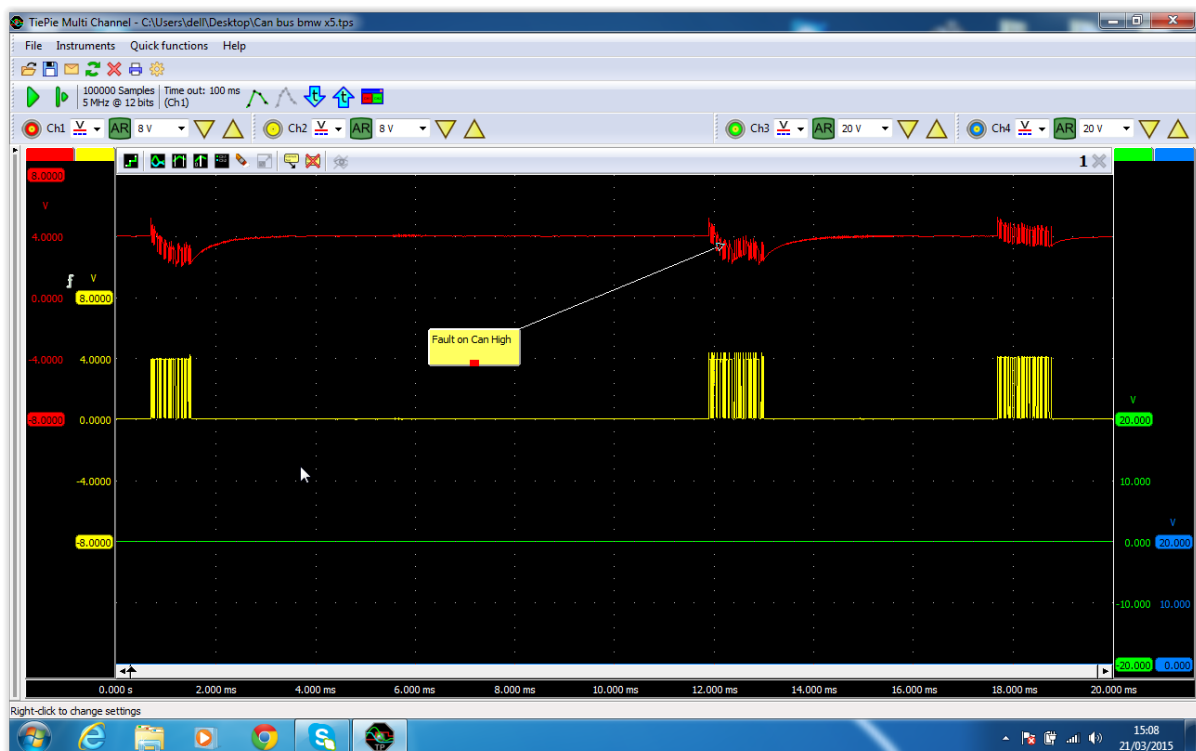 TiePie Multi Channel - C:\Users\dell\Desktop\Can bus bmw x5.tps
File Instruments Quick functions Help
100000 Samples Time out: 100 ms
5 MHz @ 12 bits (Ch1)
Ch1 AR 8 V Ch2 AR 8 V Ch3 AR 20 V Ch4 AR 20 V
1
8.0000
V
4.0000
V
0.0000 8.0000
Fault on Can High
-4.0000 4.0000
V
-8.0000 0.0000 20.000
-4.0000 10.000
V
-8.0000 0.000 20.000
-10.000 10.000
-20.000 0.000
0.000 s 2.000 ms 4.000 ms 6.000 ms 8.000 ms 10.000 ms 12.000 ms 14.000 ms 16.000 ms 18.000 ms 20.000 ms
Right-click to change settings
TP
15:08
21/03/2015